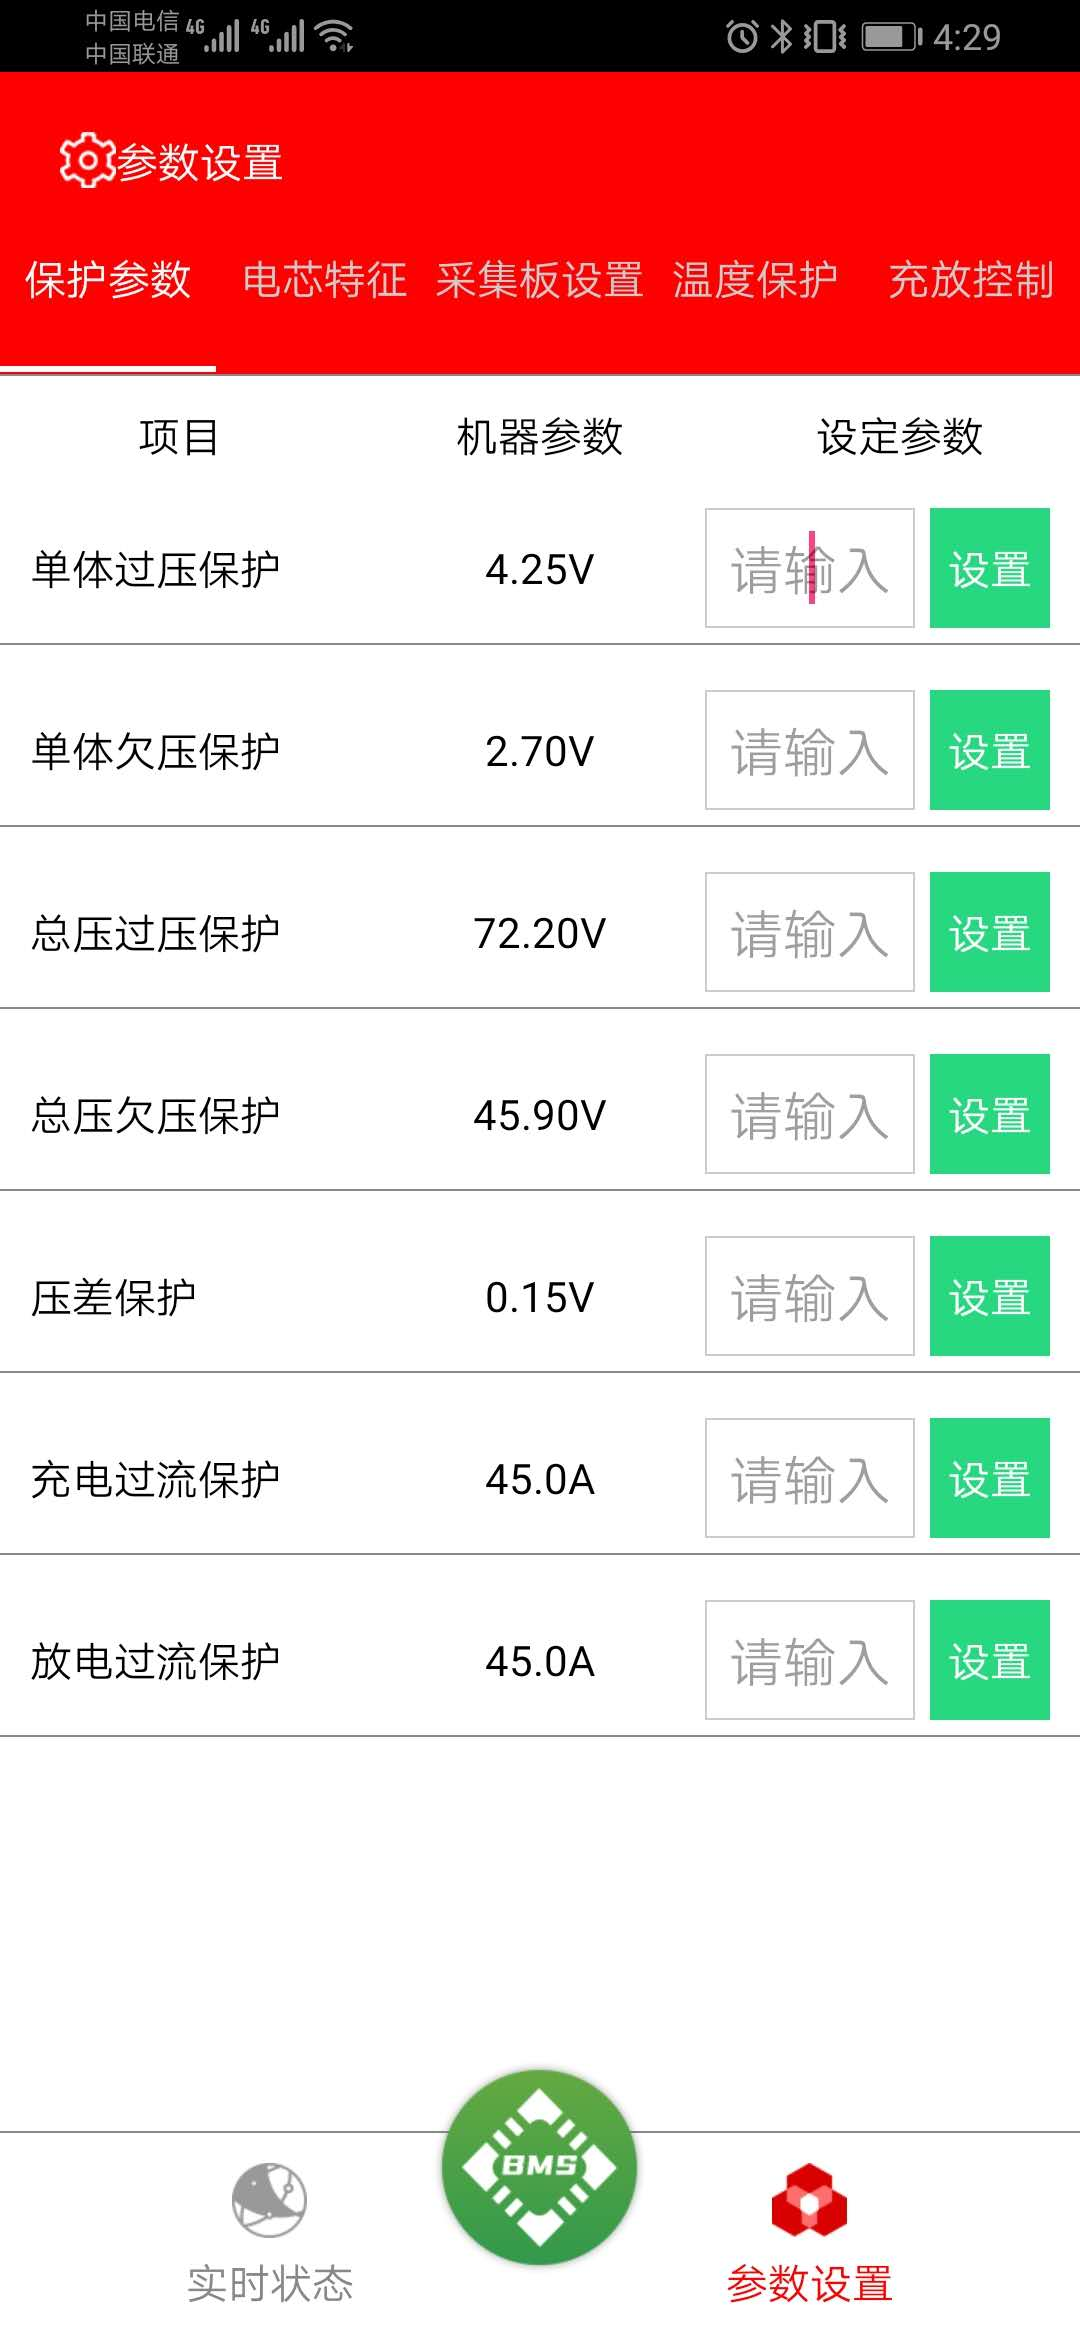 中国电信 4G 4G
中国联通
4:29
参数设置
保护参数 电芯特征 采集板设置 温度保护 充放控制
项目 机器参数 设定参数
单体过压保护 4.25V 请输入 设置
单体欠压保护 2.70V 请输入 设置
总压过压保护 72.20V 请输入 设置
总压欠压保护 45.90V 请输入 设置
压差保护 0.15V 请输入 设置
充电过流保护 45.0A 请输入 设置
放电过流保护 45.0A 请输入 设置
BMS
实时状态 参数设置